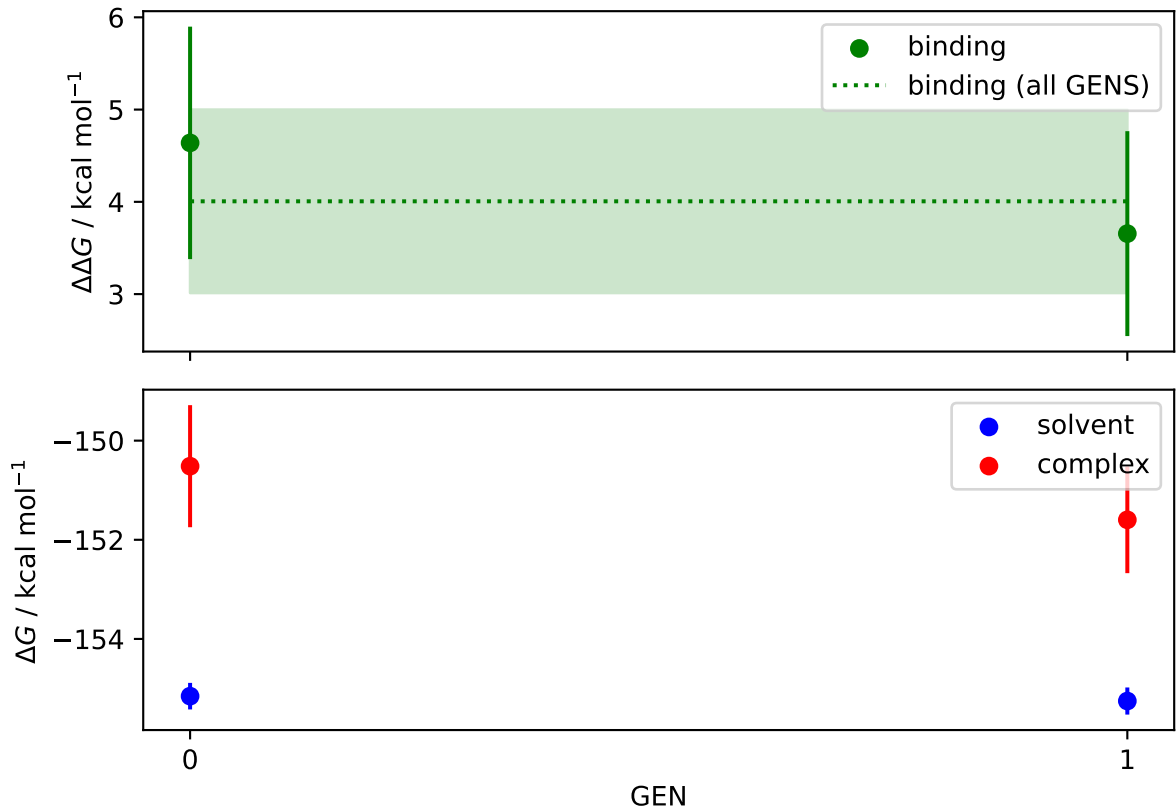 6
5
4
3
ΔΔG / kcal mol⁻¹
binding
binding (all GENS)
−150
−152
−154
ΔG / kcal mol⁻¹
solvent
complex
0
1
GEN